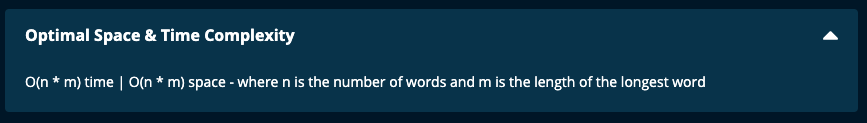 Optimal Space & Time Complexity
O(n * m) time | O(n * m) space - where n is the number of words and m is the length of the longest word